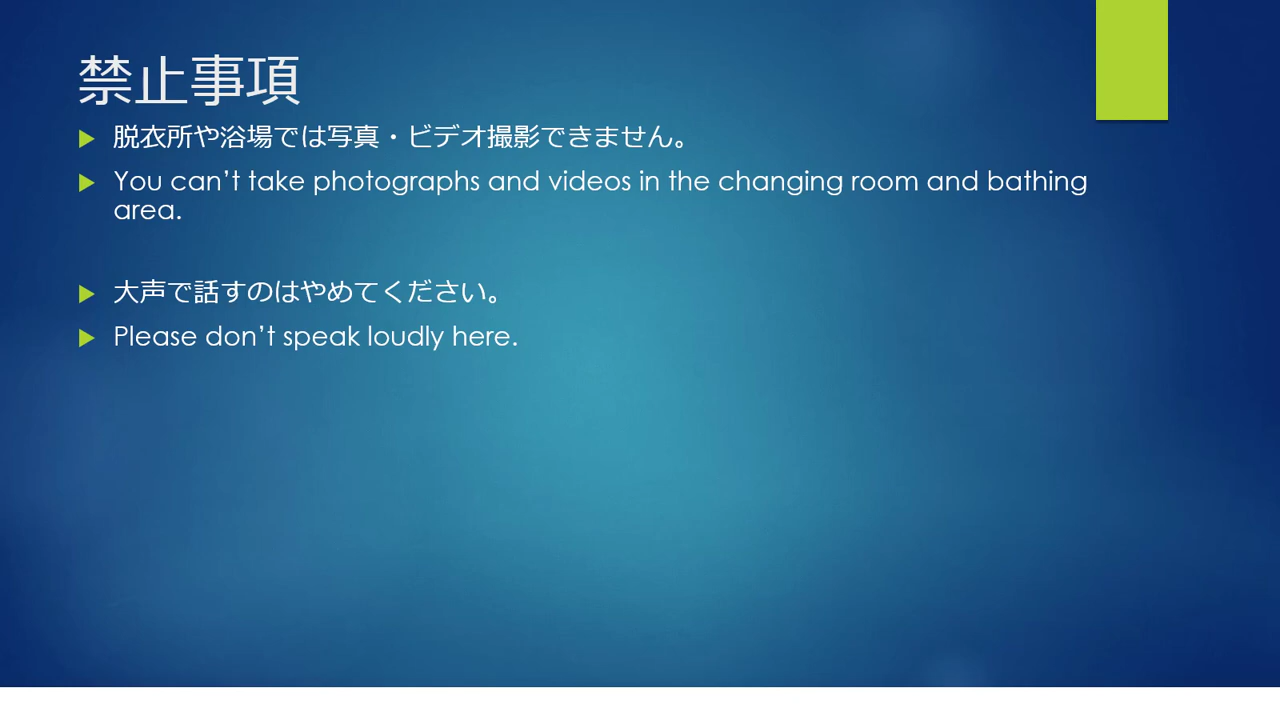 禁止事項
脱衣所や浴場では写真・ビデオ撮影できません。
You can’t take photographs and videos in the changing room and bathing
area.
大声で話すのはやめてください。
Please don’t speak loudly here.